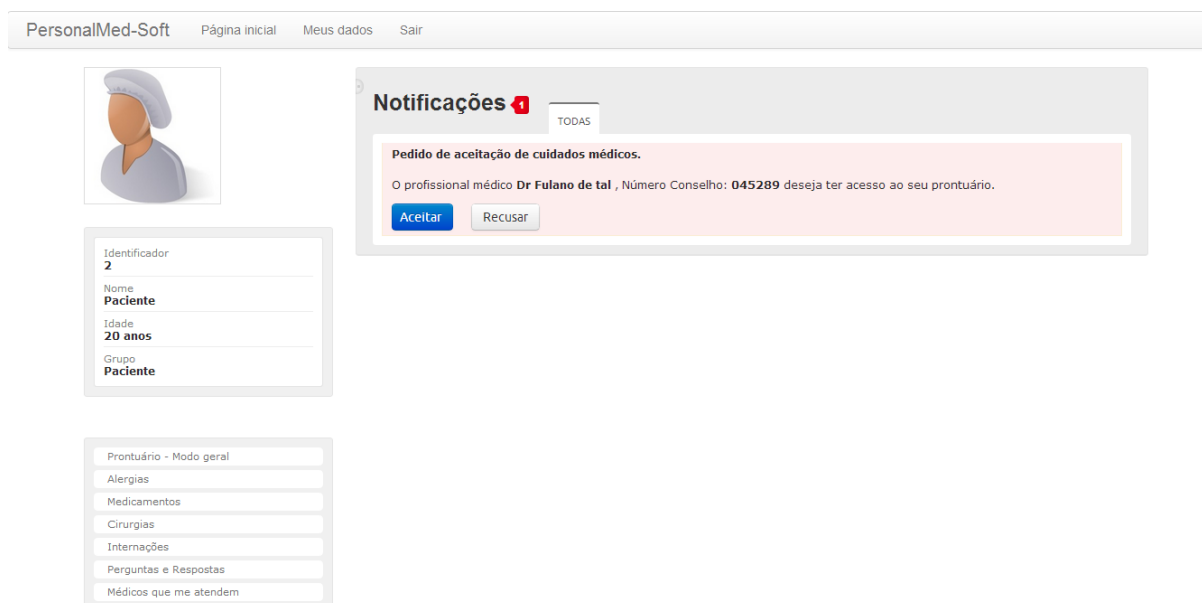 PersonalMed-Soft Página inicial Meus dados Sair
Notificações 1
TODAS
Pedido de aceitação de cuidados médicos.
O profissional médico Dr Fulano de tal , Número Conselho: 045289 deseja ter acesso ao seu prontuário.
Aceitar Recusar
Identificador
2
Nome
Paciente
Idade
20 anos
Grupo
Paciente
Prontuário - Modo geral
Alergias
Medicamentos
Cirurgias
Internações
Perguntas e Respostas
Médicos que me atendem